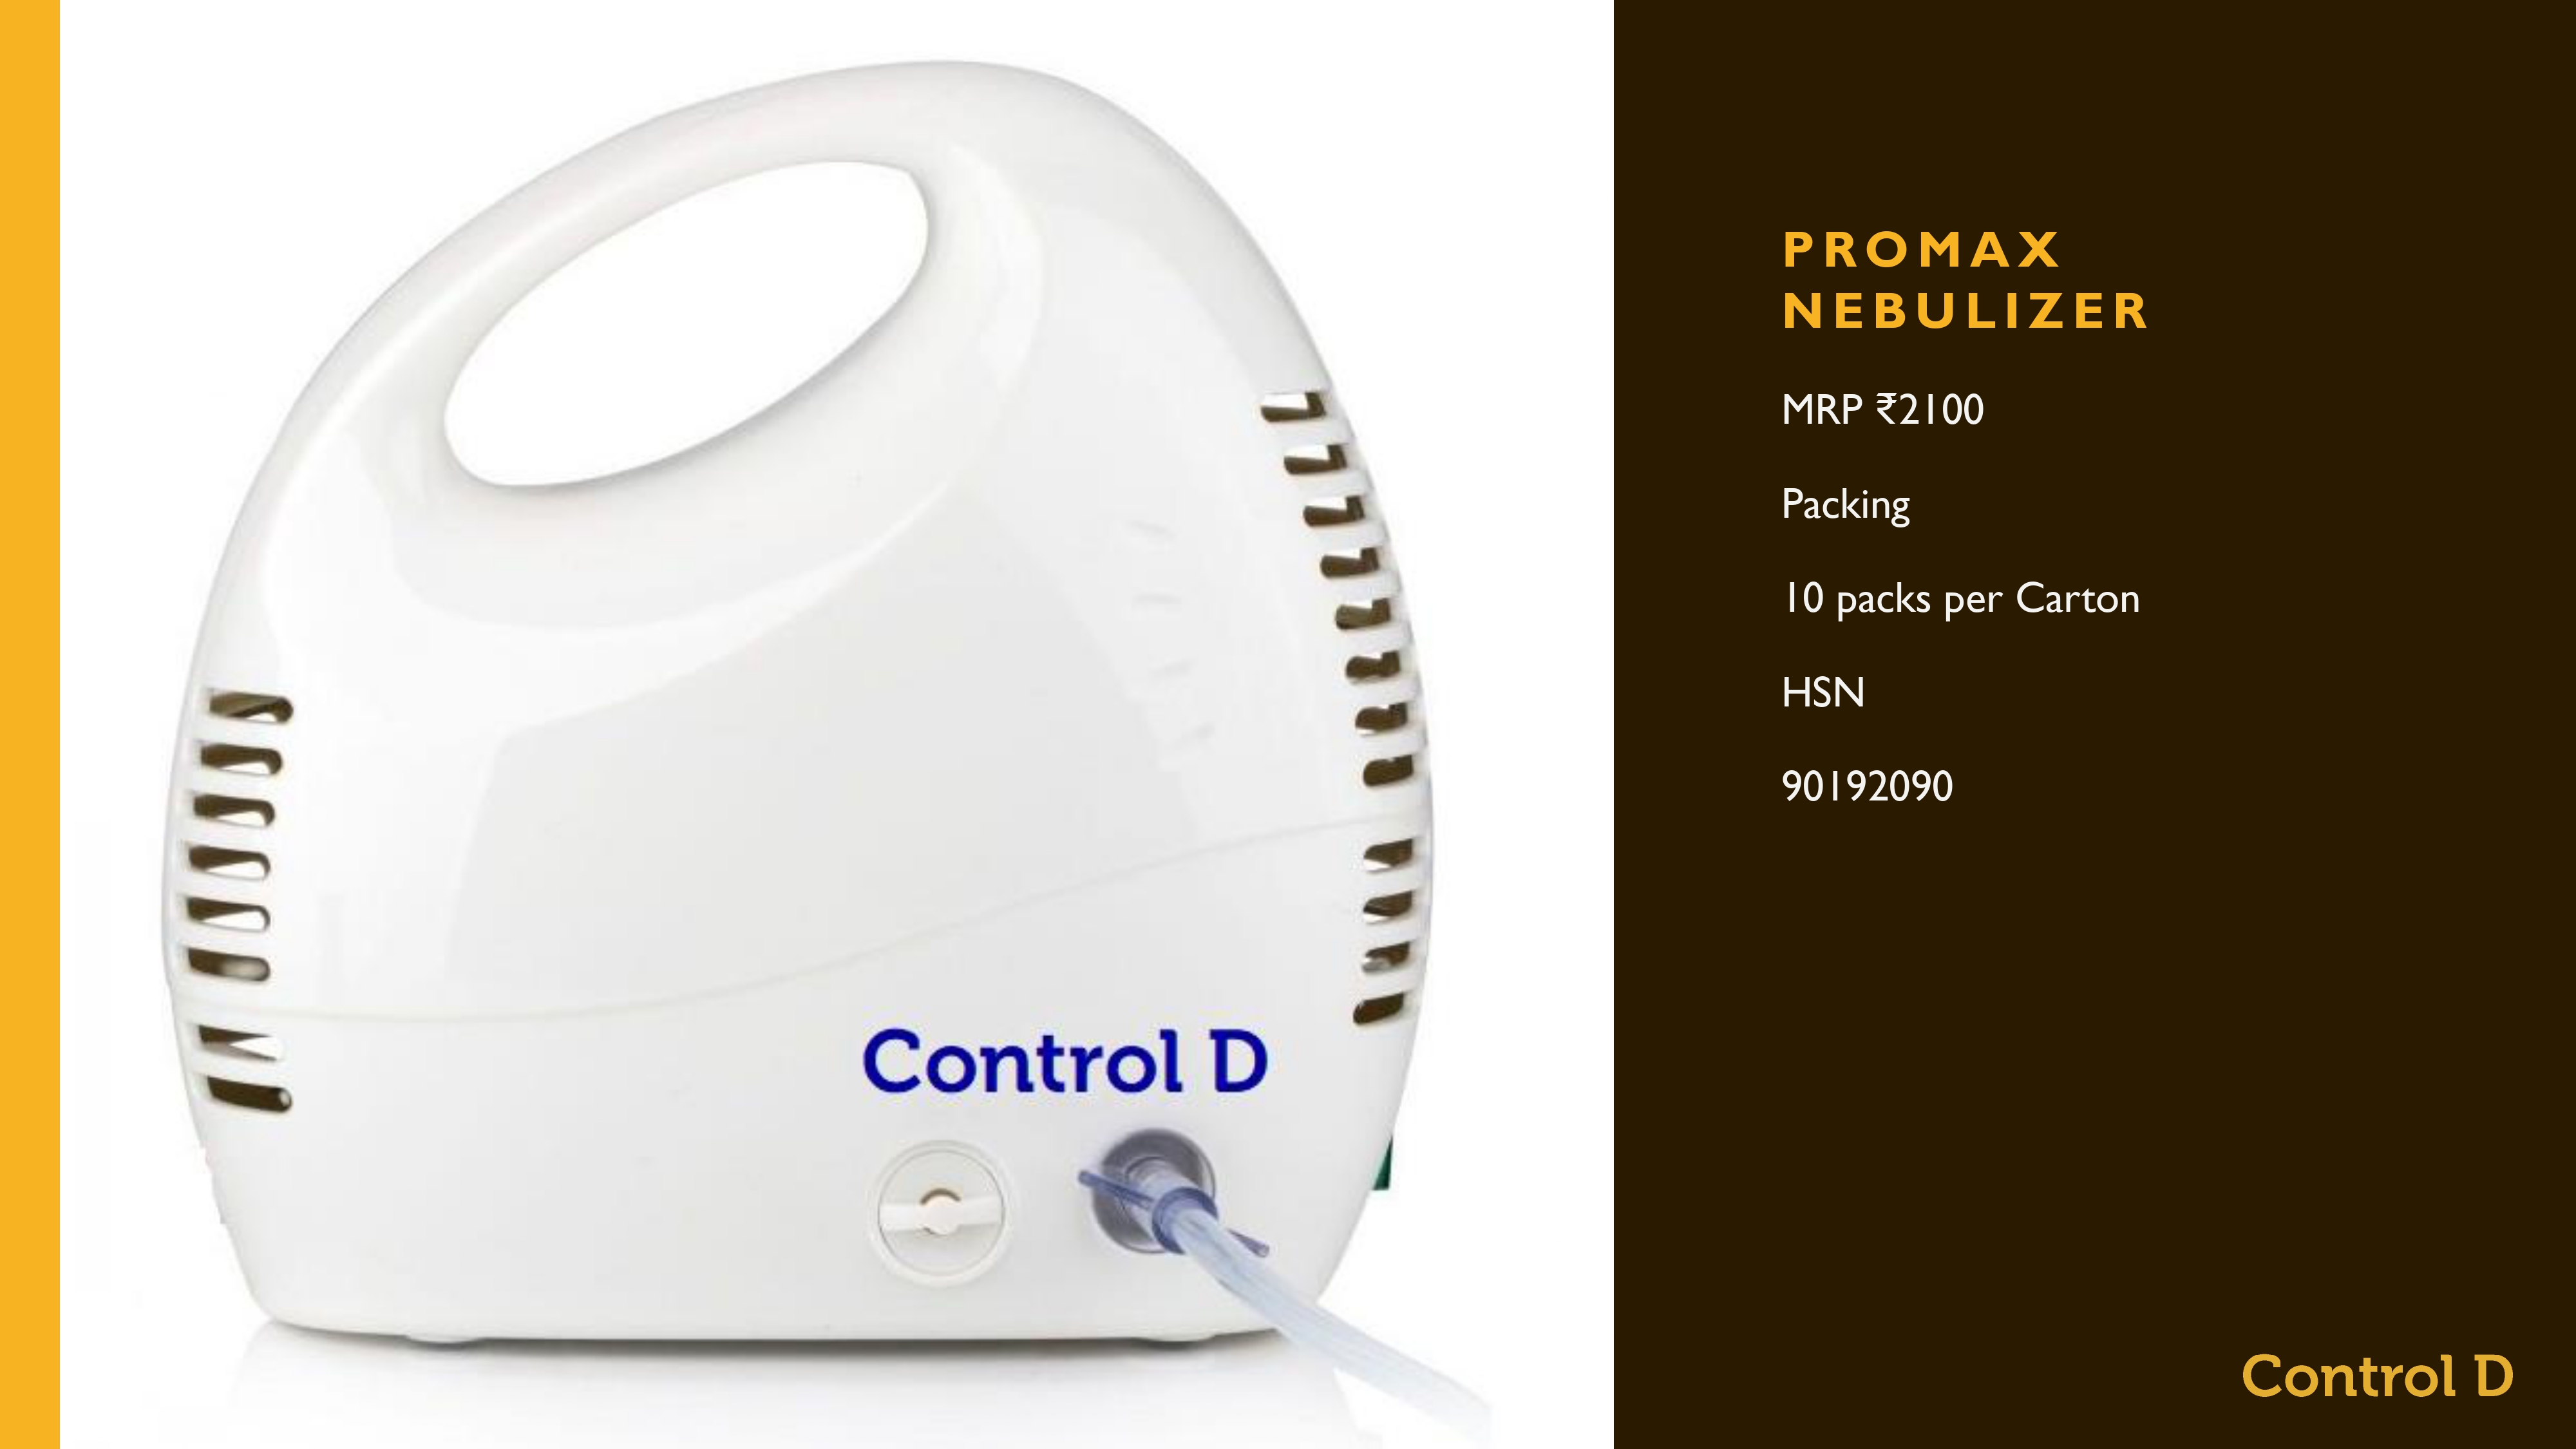 PROMAX
NEBULIZER
MRP ₹2100
Packing
10 packs per Carton
HSN
90192090
Control D
Control D